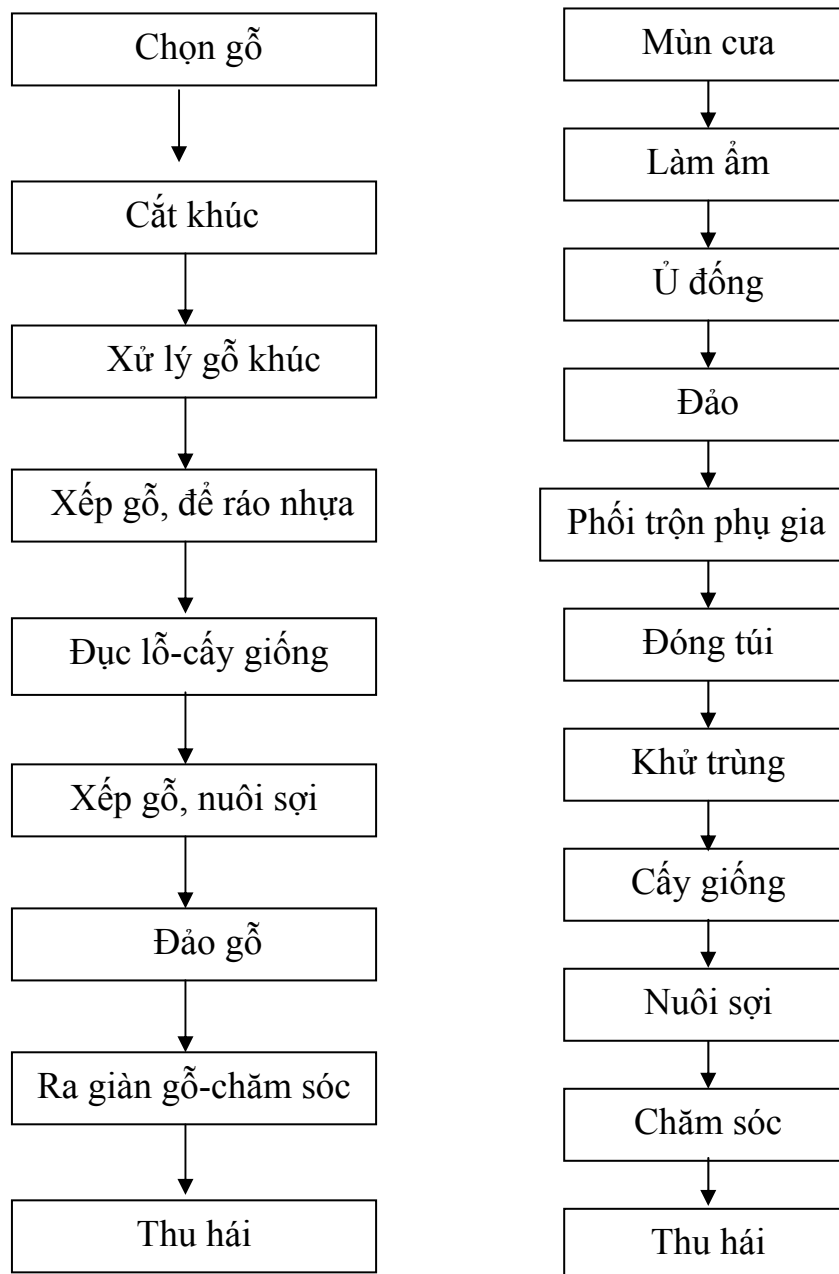 Chọn gỗ
Cắt khúc
Xử lý gỗ khúc
Xếp gỗ, để ráo nhựa
Đục lỗ-cấy giống
Xếp gỗ, nuôi sợi
Đảo gỗ
Ra giàn gỗ-chăm sóc
Thu hái
Mùn cưa
Làm ẩm
Ủ đống
Đảo
Phối trộn phụ gia
Đóng túi
Khử trùng
Cấy giống
Nuôi sợi
Chăm sóc
Thu hái